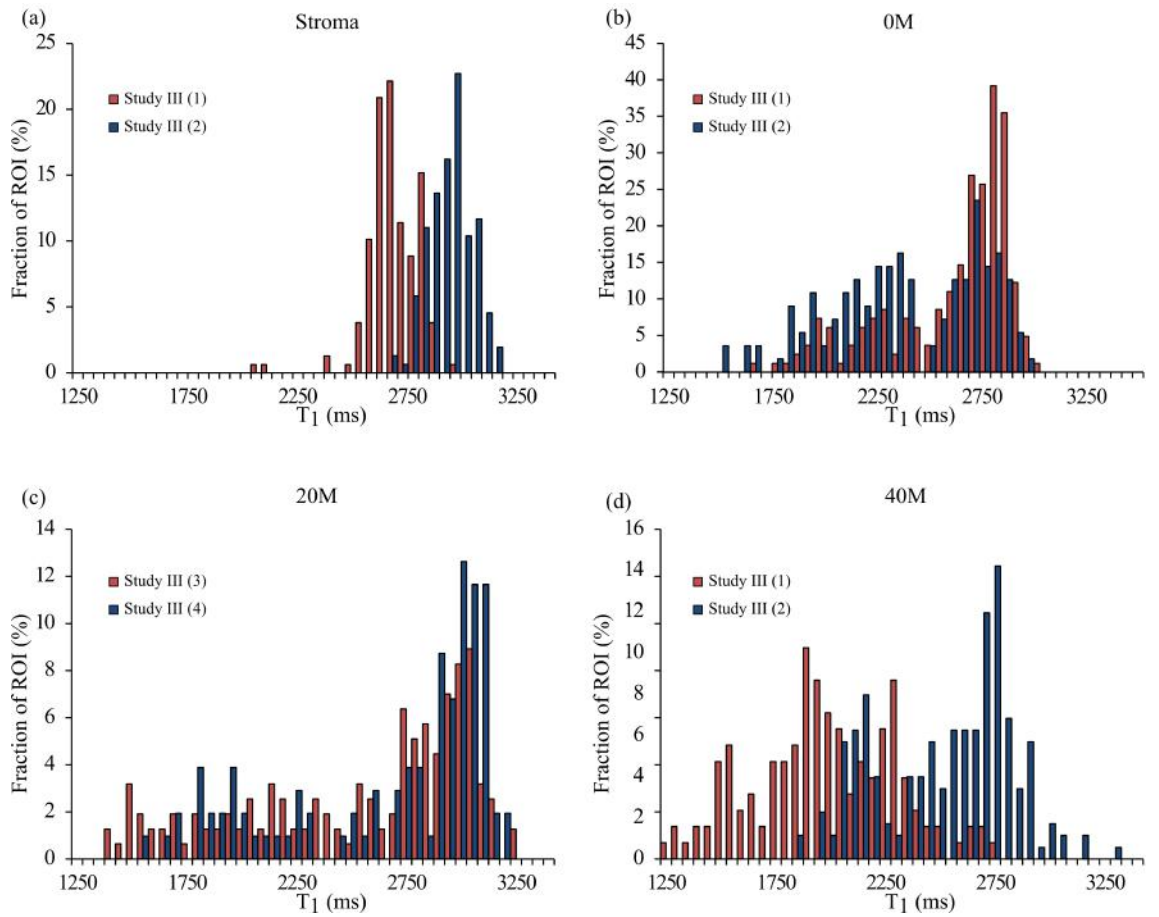 (a)
Stroma
25
20
15
10
5
0
Fraction of ROI (%)
Study III (1)
Study III (2)
1250 1750 2250 2750 3250
T1 (ms)
(b)
0M
45
40
35
30
25
20
15
10
5
0
Fraction of ROI (%)
Study III (1)
Study III (2)
1250 1750 2250 2750 3250
T1 (ms)
(c)
20M
14
12
10
8
6
4
2
0
Fraction of ROI (%)
Study III (3)
Study III (4)
1250 1750 2250 2750 3250
T1 (ms)
(d)
40M
16
14
12
10
8
6
4
2
0
Fraction of ROI (%)
Study III (1)
Study III (2)
1250 1750 2250 2750 3250
T1 (ms)